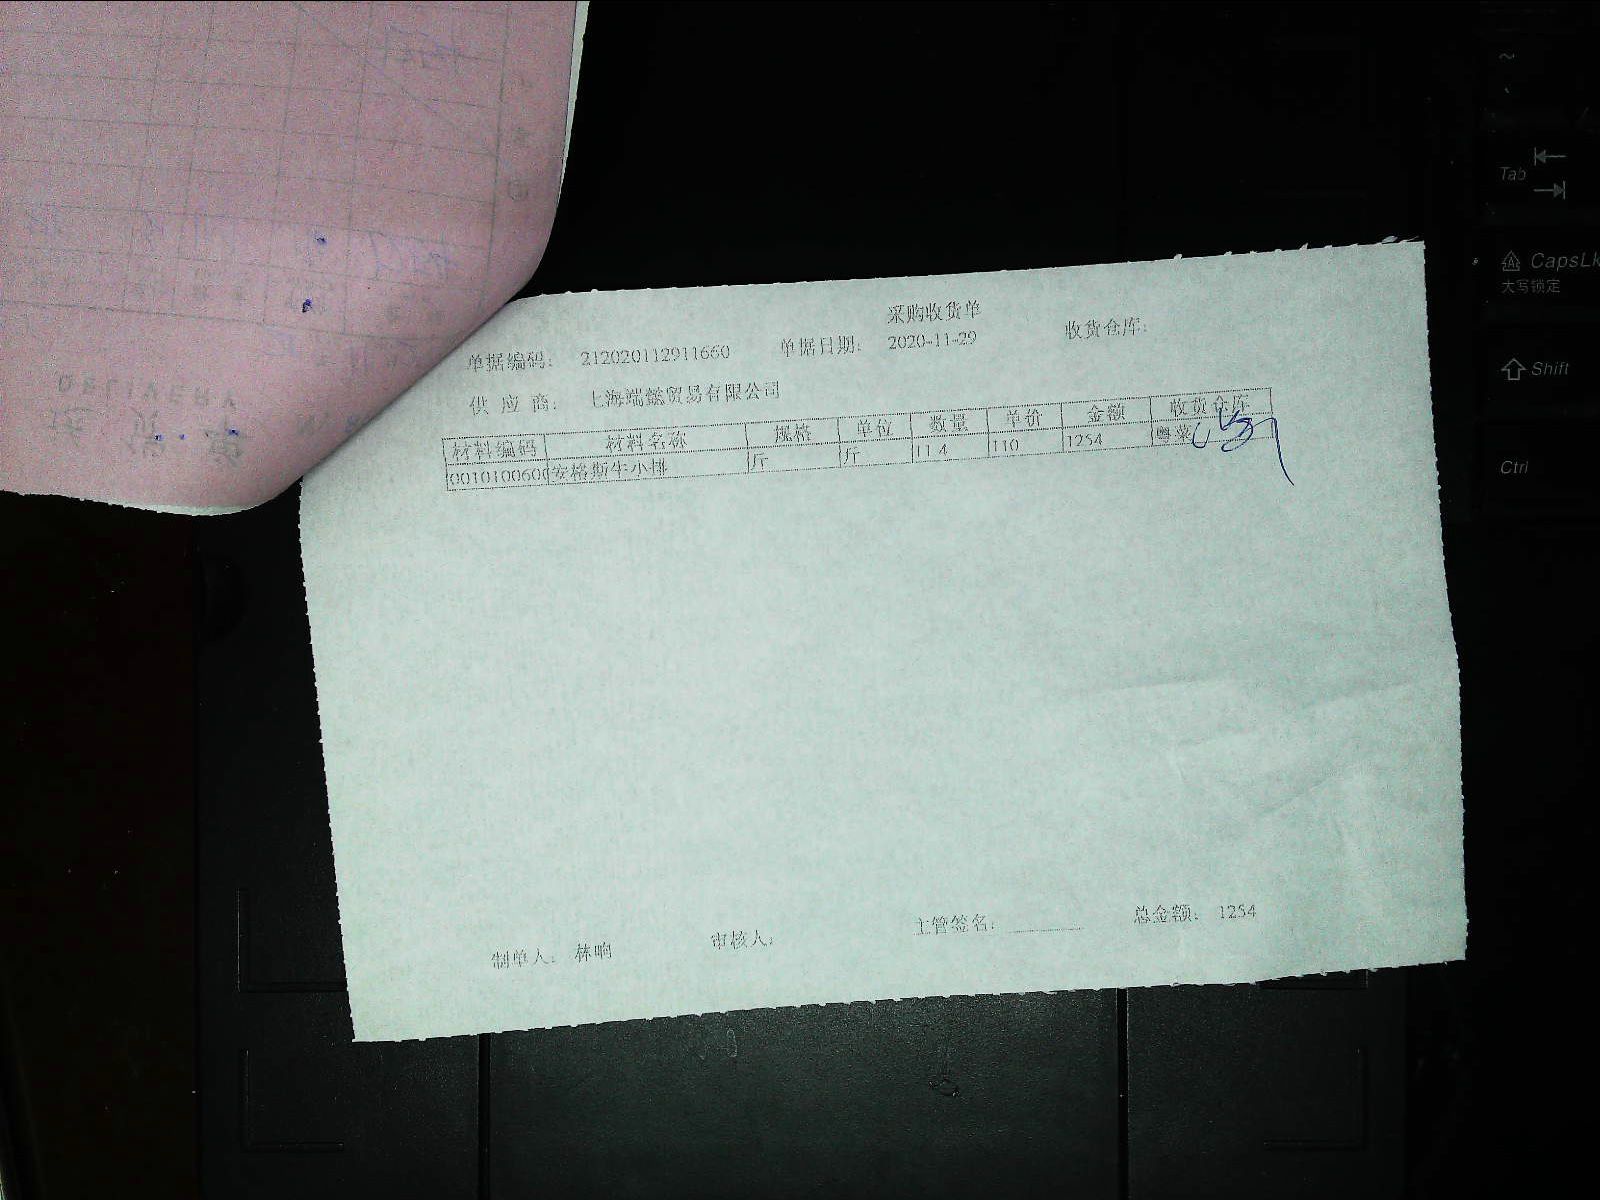 采购收货单
单据编码: 212020112911660 单据日期: 2020-11-29 收货仓库:
供 应 商: 上海端懿贸易有限公司
材料编码 材料名称 规格 单位 数量 单价 金额 收货仓库
0010100600 安格斯牛小排 斤 斤 11.4 110 1254 粤菜
制单人: 林响 审核人: 主管签名: 总金额: 1254
DELIVERY
Tab
CapsLk
大写锁定
Shift
Ctrl